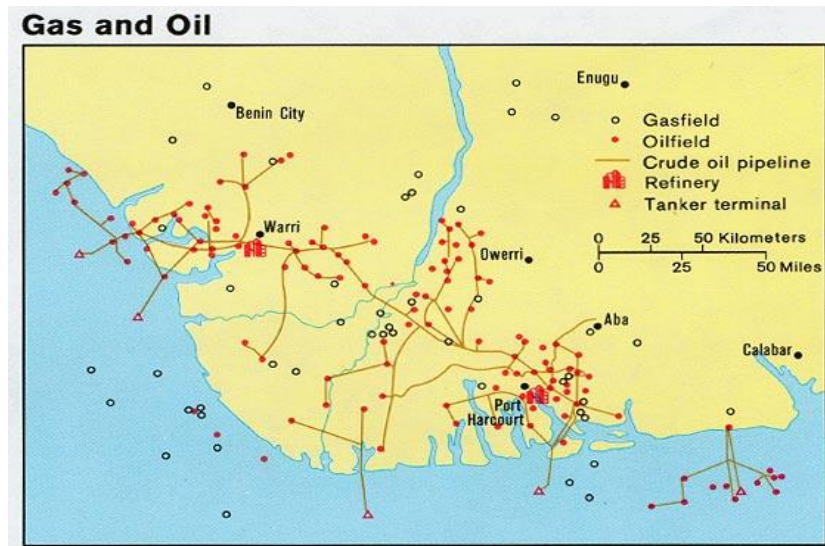 Gas and Oil
Enugu
Benin City
Gasfield
Oilfield
Crude oil pipeline
Refinery
Tanker terminal
Warri
0 25 50 Kilometers
0 25 50 Miles
Owerri
Aba
Calabar
Port
Harcourt